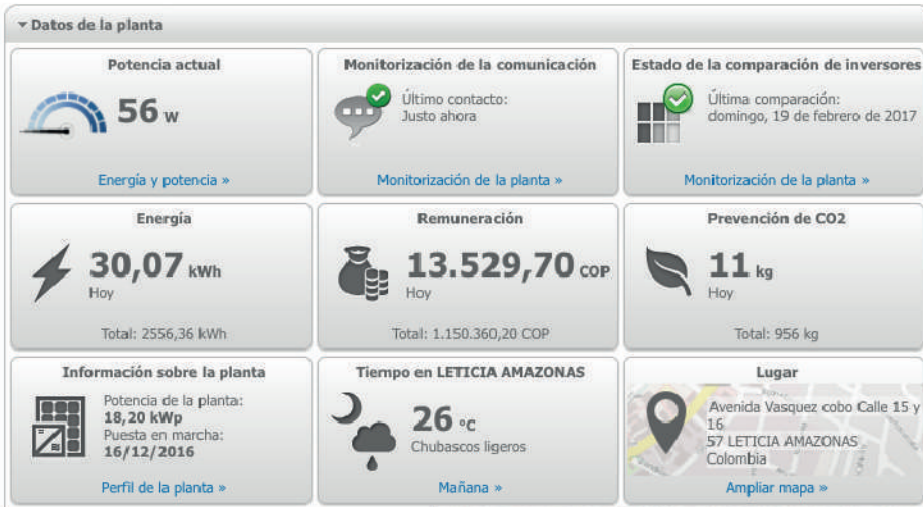 Datos de la planta
Potencia actual
56 W
Energía y potencia »
Monitorización de la comunicación
Último contacto:
Justo ahora
Monitorización de la planta »
Estado de la comparación de inversores
Última comparación:
domingo, 19 de febrero de 2017
Monitorización de la planta »
Energía
30,07 kWh
Hoy
Total: 2556,36 kWh
Remuneración
13.529,70 COP
Hoy
Total: 1.150.360,20 COP
Prevención de CO2
11 kg
Hoy
Total: 956 kg
Información sobre la planta
Potencia de la planta:
18,20 kWp
Puesta en marcha:
16/12/2016
Perfil de la planta »
Tiempo en LETICIA AMAZONAS
26 °C
Chubascos ligeros
Mañana »
Lugar
Avenida Vasquez cobo Calle 15 y
16
57 LETICIA AMAZONAS
Colombia
Ampliar mapa »